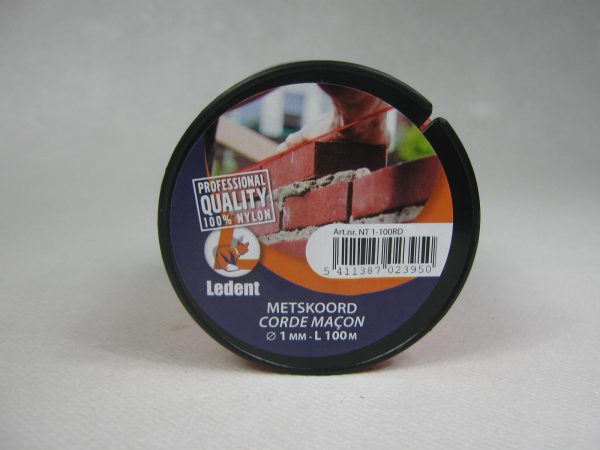 PROFESSIONAL
QUALITY
100% NYLON
Ledent
Art.nr. NT 1-100RD
5 411387 023950
METSKOORD
CORDE MAÇON
∅ 1 MM - L 100 M